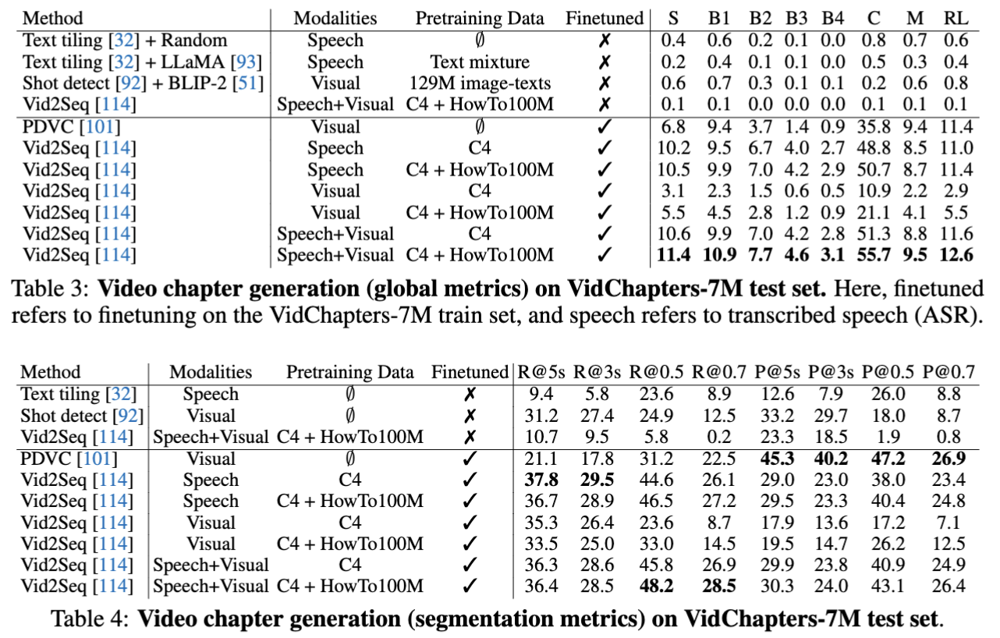 Method Modalities Pretraining Data Finetuned S B1 B2 B3 B4 C M RL
Text tiling [32] + Random Speech ∅ ✗ 0.4 0.6 0.2 0.1 0.0 0.8 0.7 0.6
Text tiling [32] + LLaMA [93] Speech Text mixture ✗ 0.2 0.4 0.1 0.1 0.0 0.5 0.3 0.4
Shot detect [92] + BLIP-2 [51] Visual 129M image-texts ✗ 0.6 0.7 0.3 0.1 0.1 0.2 0.6 0.8
Vid2Seq [114] Speech+Visual C4 + HowTo100M ✗ 0.1 0.1 0.0 0.0 0.0 0.1 0.1 0.1
PDVC [101] Visual ∅ ✓ 6.8 9.4 3.7 1.4 0.9 35.8 9.4 11.4
Vid2Seq [114] Speech C4 ✓ 10.2 9.5 6.7 4.0 2.7 48.8 8.5 11.0
Vid2Seq [114] Speech C4 + HowTo100M ✓ 10.5 9.9 7.0 4.2 2.9 50.7 8.7 11.4
Vid2Seq [114] Visual C4 ✓ 3.1 2.3 1.5 0.6 0.5 10.9 2.2 2.9
Vid2Seq [114] Visual C4 + HowTo100M ✓ 5.5 4.5 2.8 1.2 0.9 21.1 4.1 5.5
Vid2Seq [114] Speech+Visual C4 ✓ 10.6 9.9 7.0 4.2 2.8 51.3 8.8 11.6
Vid2Seq [114] Speech+Visual C4 + HowTo100M ✓ 11.4 10.9 7.7 4.6 3.1 55.7 9.5 12.6
Table 3: Video chapter generation (global metrics) on VidChapters-7M test set. Here, finetuned
refers to finetuning on the VidChapters-7M train set, and speech refers to transcribed speech (ASR).
Method Modalities Pretraining Data Finetuned R@5s R@3s R@0.5 R@0.7 P@5s P@3s P@0.5 P@0.7
Text tiling [32] Speech ∅ ✗ 9.4 5.8 23.6 8.9 12.6 7.9 26.0 8.8
Shot detect [92] Visual ∅ ✗ 31.2 27.4 24.9 12.5 33.2 29.7 18.0 8.7
Vid2Seq [114] Speech+Visual C4 + HowTo100M ✗ 10.7 9.5 5.8 0.2 23.3 18.5 1.9 0.8
PDVC [101] Visual ∅ ✓ 21.1 17.8 31.2 22.5 45.3 40.2 47.2 26.9
Vid2Seq [114] Speech C4 ✓ 37.8 29.5 44.6 26.1 29.0 23.0 38.0 23.4
Vid2Seq [114] Speech C4 + HowTo100M ✓ 36.7 28.9 46.5 27.2 29.5 23.3 40.4 24.8
Vid2Seq [114] Visual C4 ✓ 35.3 26.4 23.6 8.7 17.9 13.6 17.2 7.1
Vid2Seq [114] Visual C4 + HowTo100M ✓ 33.5 25.0 33.0 14.5 19.5 14.7 26.2 12.5
Vid2Seq [114] Speech+Visual C4 ✓ 36.3 28.6 45.8 26.9 29.9 23.8 40.9 24.9
Vid2Seq [114] Speech+Visual C4 + HowTo100M ✓ 36.4 28.5 48.2 28.5 30.3 24.0 43.1 26.4
Table 4: Video chapter generation (segmentation metrics) on VidChapters-7M test set.